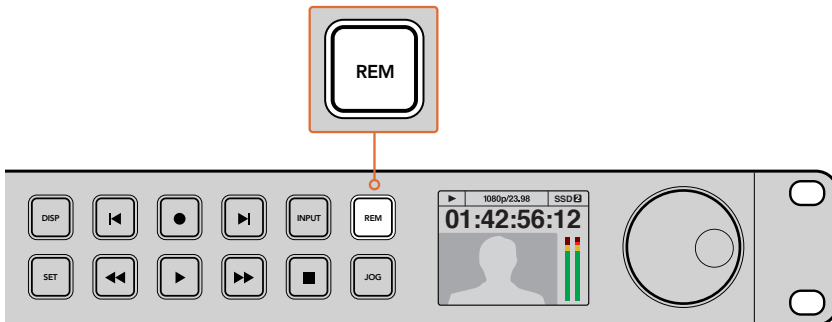 REM
DISP
INPUT
REM
1080p/23.98 SSD 2
01:42:56:12
SET
JOG